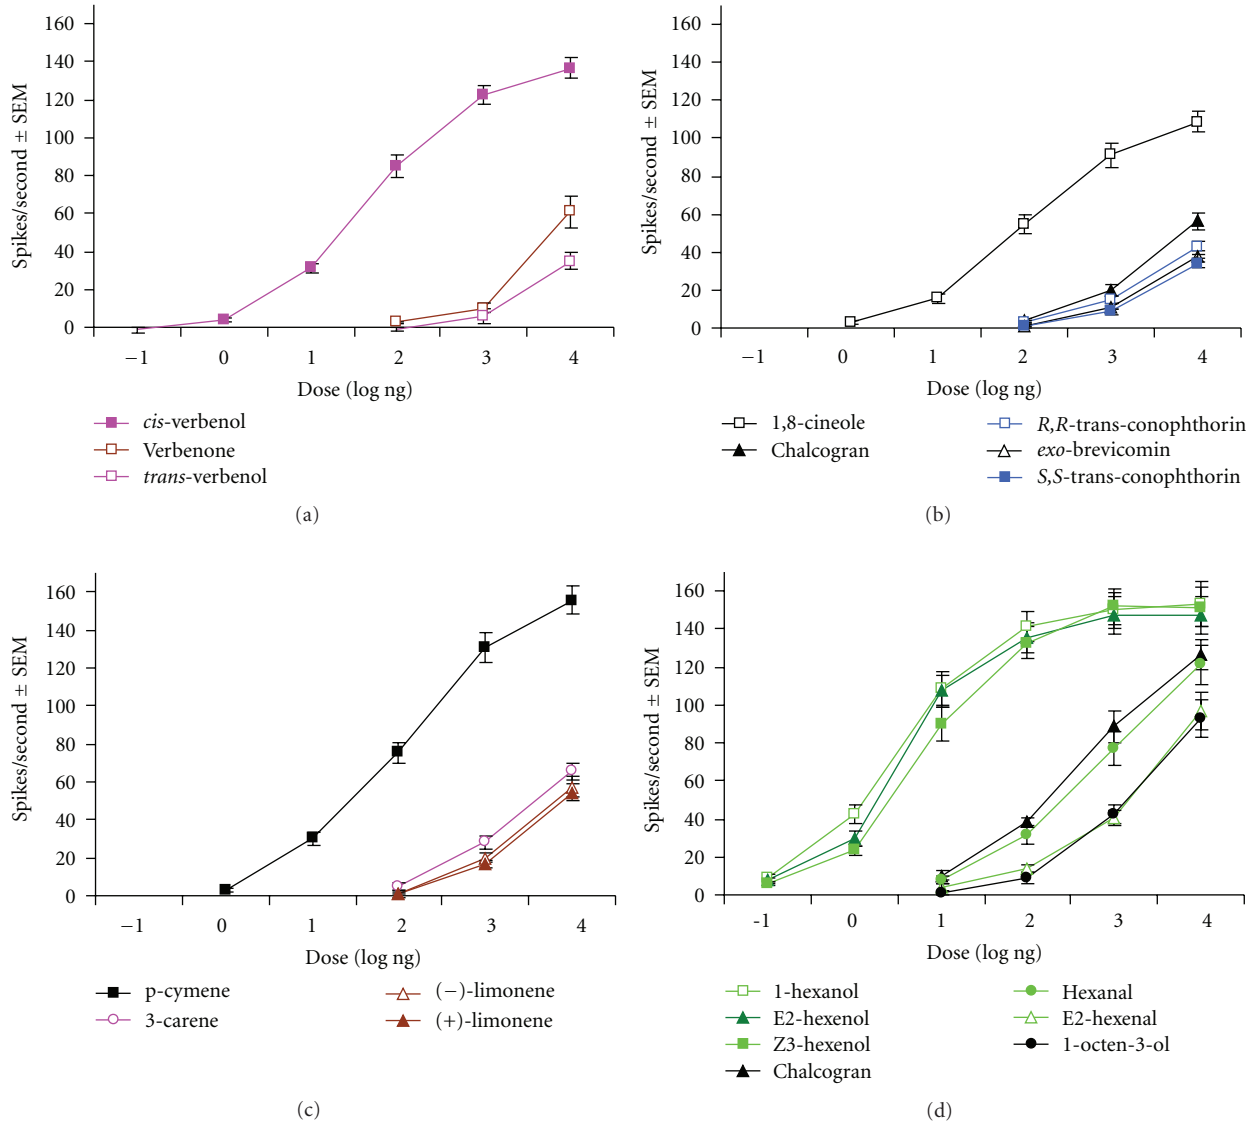 160
140
120
100
80
60
40
20
0
Spikes/second ± SEM
−1 0 1 2 3 4
Dose (log ng)
cis-verbenol
Verbenone
trans-verbenol
(a)
160
140
120
100
80
60
40
20
0
Spikes/second ± SEM
−1 0 1 2 3 4
Dose (log ng)
1,8-cineole
Chalcogran
R,R-trans-conophthorin
exo-brevicomin
S,S-trans-conophthorin
(b)
160
140
120
100
80
60
40
20
0
Spikes/second ± SEM
−1 0 1 2 3 4
Dose (log ng)
p-cymene
3-carene
(−)-limonene
(+)-limonene
(c)
160
140
120
100
80
60
40
20
0
Spikes/second ± SEM
-1 0 1 2 3 4
Dose (log ng)
1-hexanol
E2-hexenol
Z3-hexenol
Chalcogran
Hexanal
E2-hexenal
1-octen-3-ol
(d)